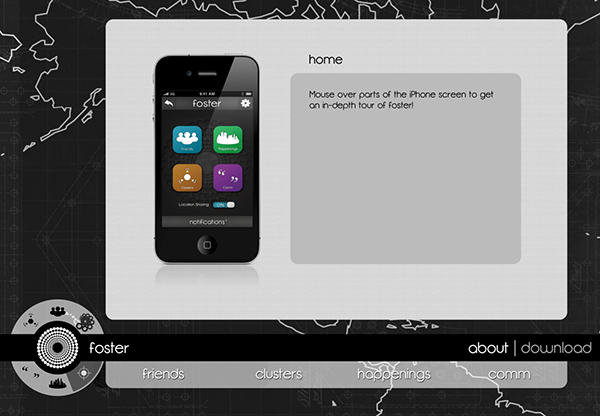 home
Mouse over parts of the iPhone screen to get
an in-depth tour of foster!
3G 9:41 AM
foster
Friends Happenings
Clusters Comm
Location Sharing ON
notifications
foster
about | download
friends clusters happenings comm